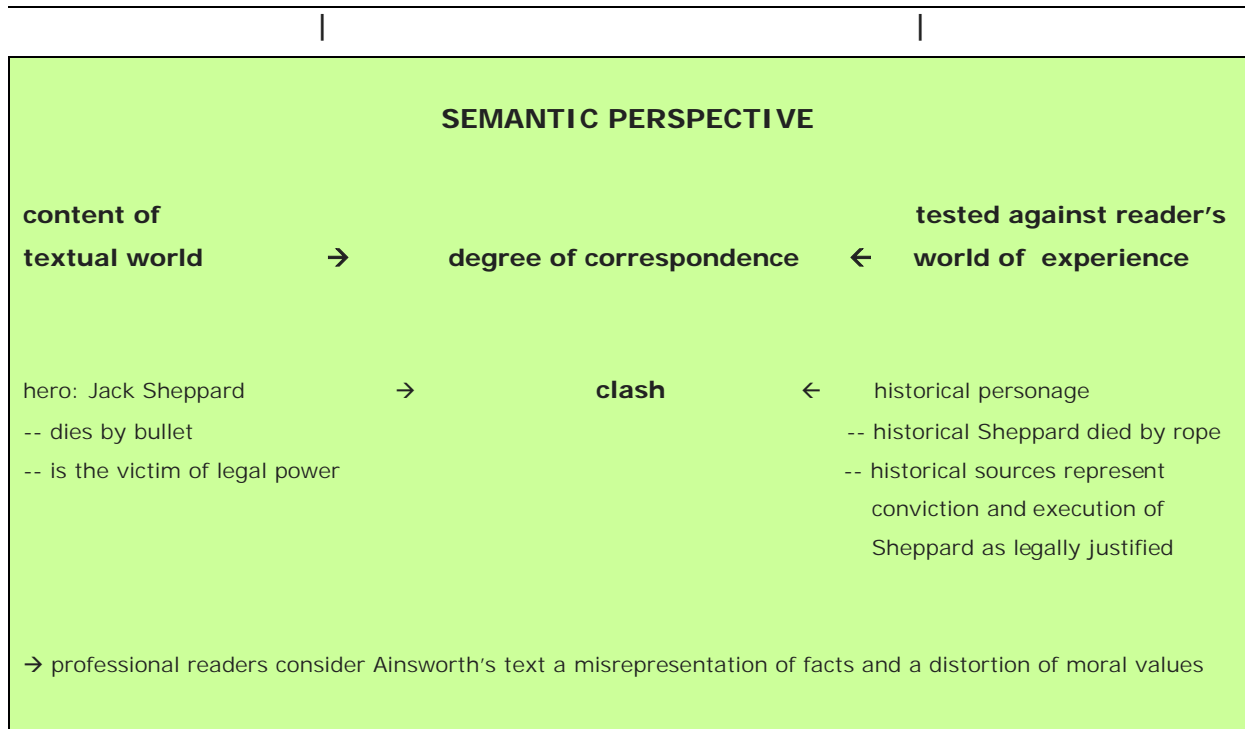 SEMANTIC PERSPECTIVE
content of tested against reader's
textual world → degree of correspondence ← world of experience
hero: Jack Sheppard → clash ← historical personage
-- dies by bullet -- historical Sheppard died by rope
-- is the victim of legal power -- historical sources represent
conviction and execution of
Sheppard as legally justified
→ professional readers consider Ainsworth's text a misrepresentation of facts and a distortion of moral values